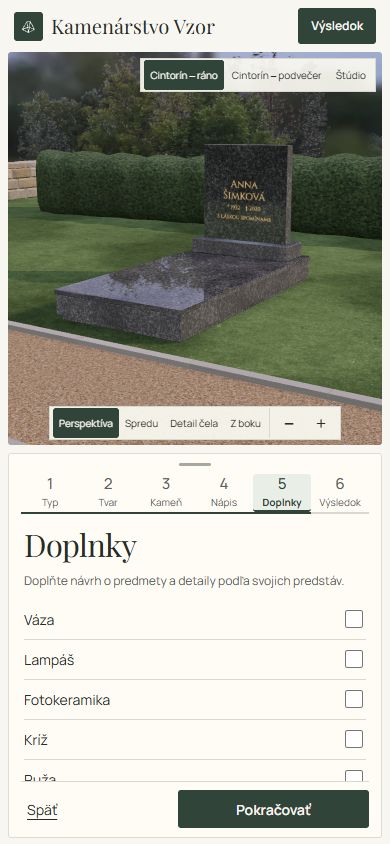 Kamenárstvo Vzor
Výsledok
Cintorín – ráno
Cintorín – podvečer
Štúdio
ANNA
ŠIMKOVÁ
* 1952 † 2020
S LÁSKOU SPOMÍNAME
Perspektíva
Spredu
Detail čela
Z boku
− +
1 2 3 4 5 6
Typ Tvar Kameň Nápis Doplnky Výsledok
Doplnky
Doplňte návrh o predmety a detaily podľa svojich predstáv.
Váza
Lampáš
Fotokeramika
Kríž
Ruža
Späť
Pokračovať